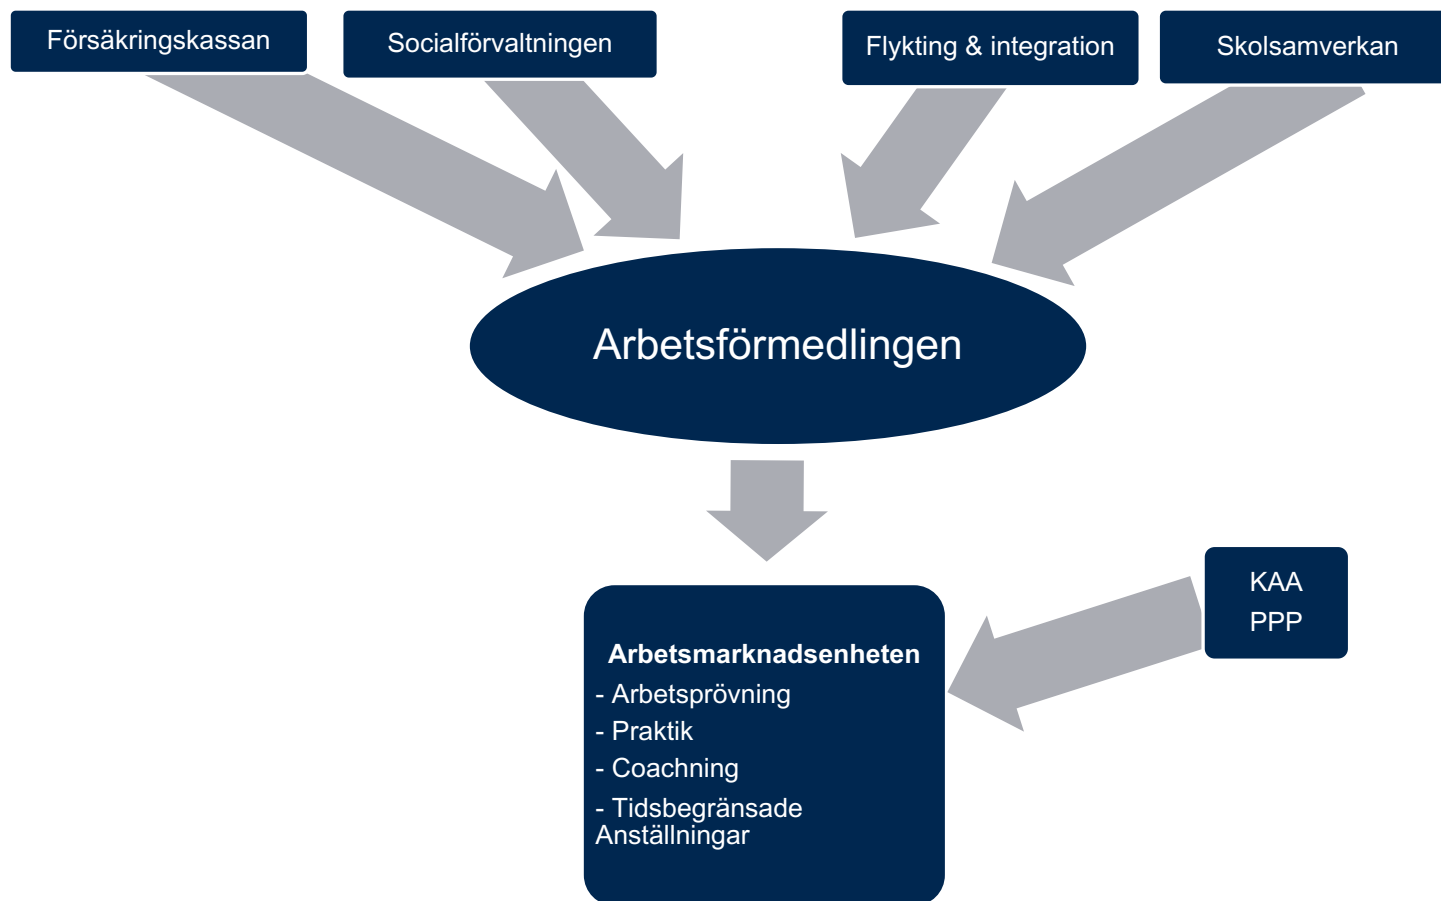 Försäkringskassan
Socialförvaltningen
Flykting & integration
Skolsamverkan
Arbetsförmedlingen
KAA
PPP
Arbetsmarknadsenheten
- Arbetsprövning
- Praktik
- Coachning
- Tidsbegränsade
Anställningar